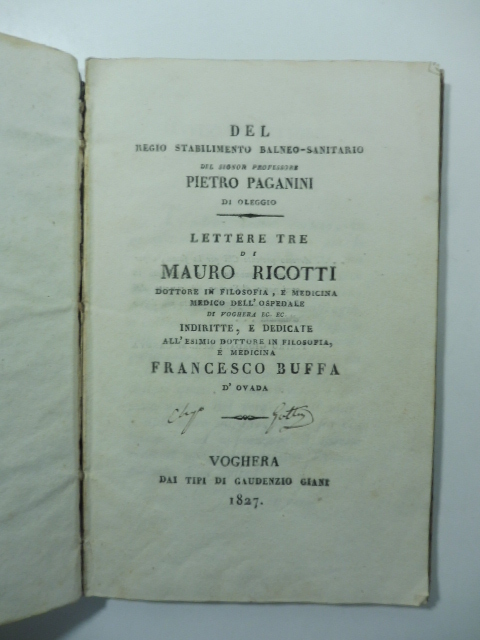 DEL
REGIO STABILIMENTO BALNEO-SANITARIO
DEL SIGNOR PROFESSORE
PIETRO PAGANINI
DI OLEGGIO
LETTERE TRE
DI
MAURO RICOTTI
DOTTORE IN FILOSOFIA, E MEDICINA
MEDICO DELL'OSPEDALE
DI VOGHERA EC. EC.
INDIRITTE, E DEDICATE
ALL'ESIMIO DOTTORE IN FILOSOFIA,
E MEDICINA
FRANCESCO BUFFA
D'OVADA
VOGHERA
DAI TIPI DI GAUDENZIO GIANI
1827.